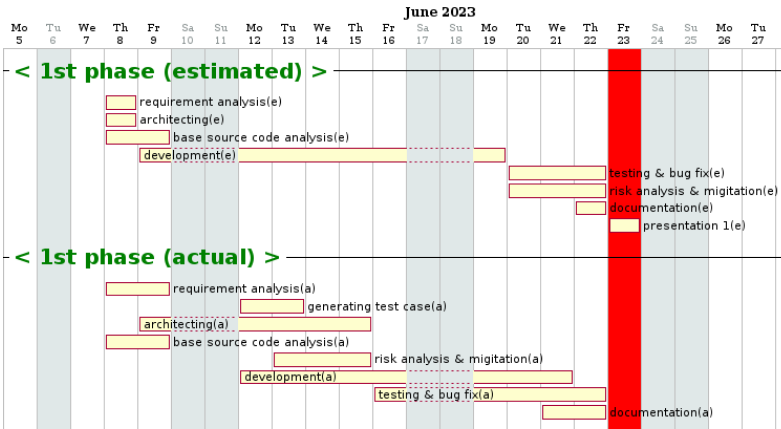 June 2023
Mo Tu We Th Fr Sa Su Mo Tu We Th Fr Sa Su Mo Tu We Th Fr Sa Su Mo Tu
5 6 7 8 9 10 11 12 13 14 15 16 17 18 19 20 21 22 23 24 25 26 27
< 1st phase (estimated) >
requirement analysis(e)
architecting(e)
base source code analysis(e)
development(e)
testing & bug fix(e)
risk analysis & migitation(e)
documentation(e)
presentation 1(e)
< 1st phase (actual) >
requirement analysis(a)
generating test case(a)
architecting(a)
base source code analysis(a)
risk analysis & migitation(a)
development(a)
testing & bug fix(a)
documentation(a)